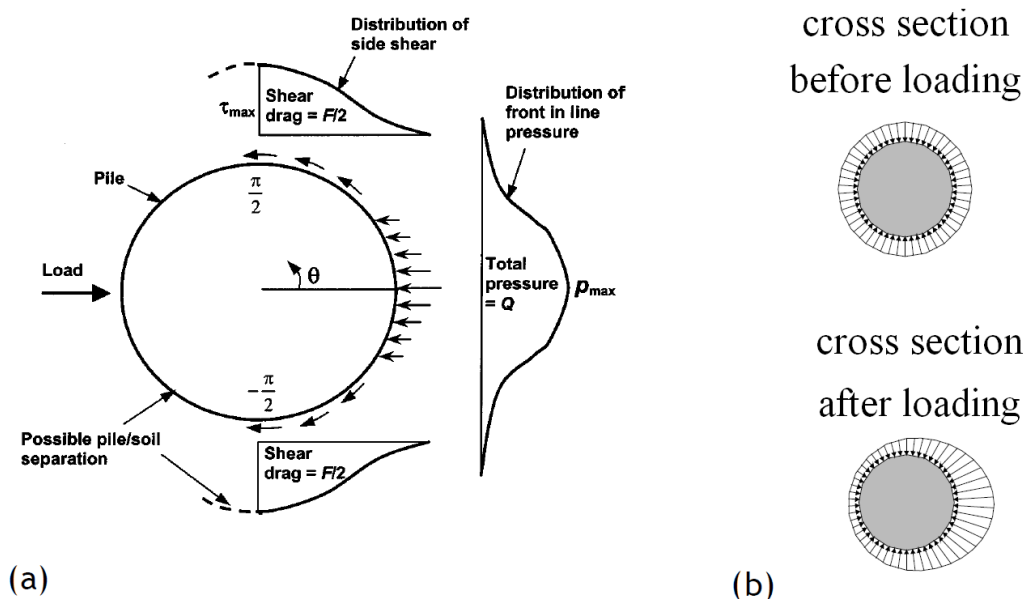 Distribution of
side shear
τmax
Shear
drag = F/2
Distribution of
front in line
pressure
Pile
π/2
Load
θ
Total
pressure
= Q
pmax
-π/2
Possible pile/soil
separation
Shear
drag = F/2
(a)
cross section
before loading
cross section
after loading
(b)